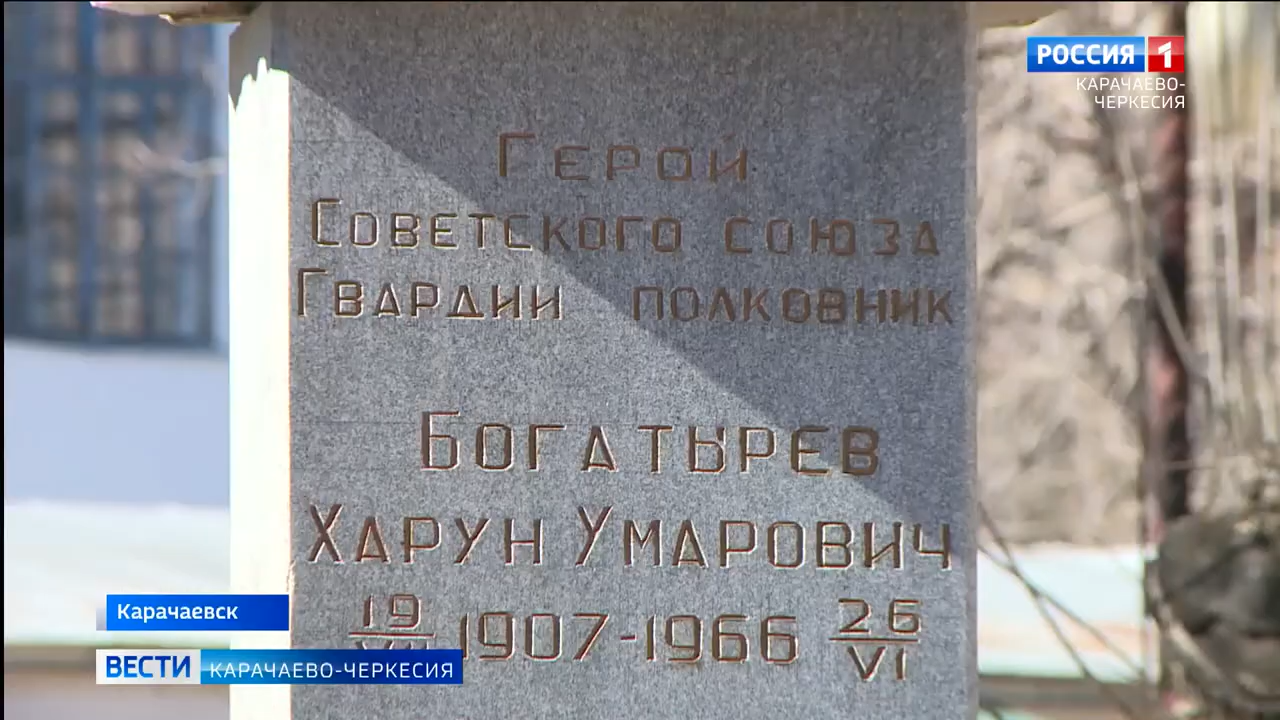 РОССИЯ 1
КАРАЧАЕВО-
ЧЕРКЕСИЯ
ГЕРОЙ
СОВЕТСКОГО СОЮЗА
ГВАРДИИ ПОЛКОВНИК
БОГАТЫРЕВ
ХАРУН УМАРОВИЧ
19 1907-1966 26
VI
Карачаевск
ВЕСТИ КАРАЧАЕВО-ЧЕРКЕСИЯ